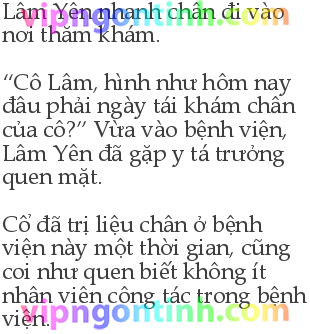 vipngontinh.com
Lâm Yên nhanh chân đi vào
nơi thăm khám.
“Cô Lâm, hình như hôm nay
đâu phải ngày tái khám chân
của cô?” Vừa vào bệnh viện,
Lâm Yên đã gặp y tá trưởng
quen mặt.
Cổ đã trị liệu chân ở bệnh
viện này một thời gian, cũng
coi như quen biết không ít
nhân viên công tác trong bệnh
viện.
vipngontinh.com